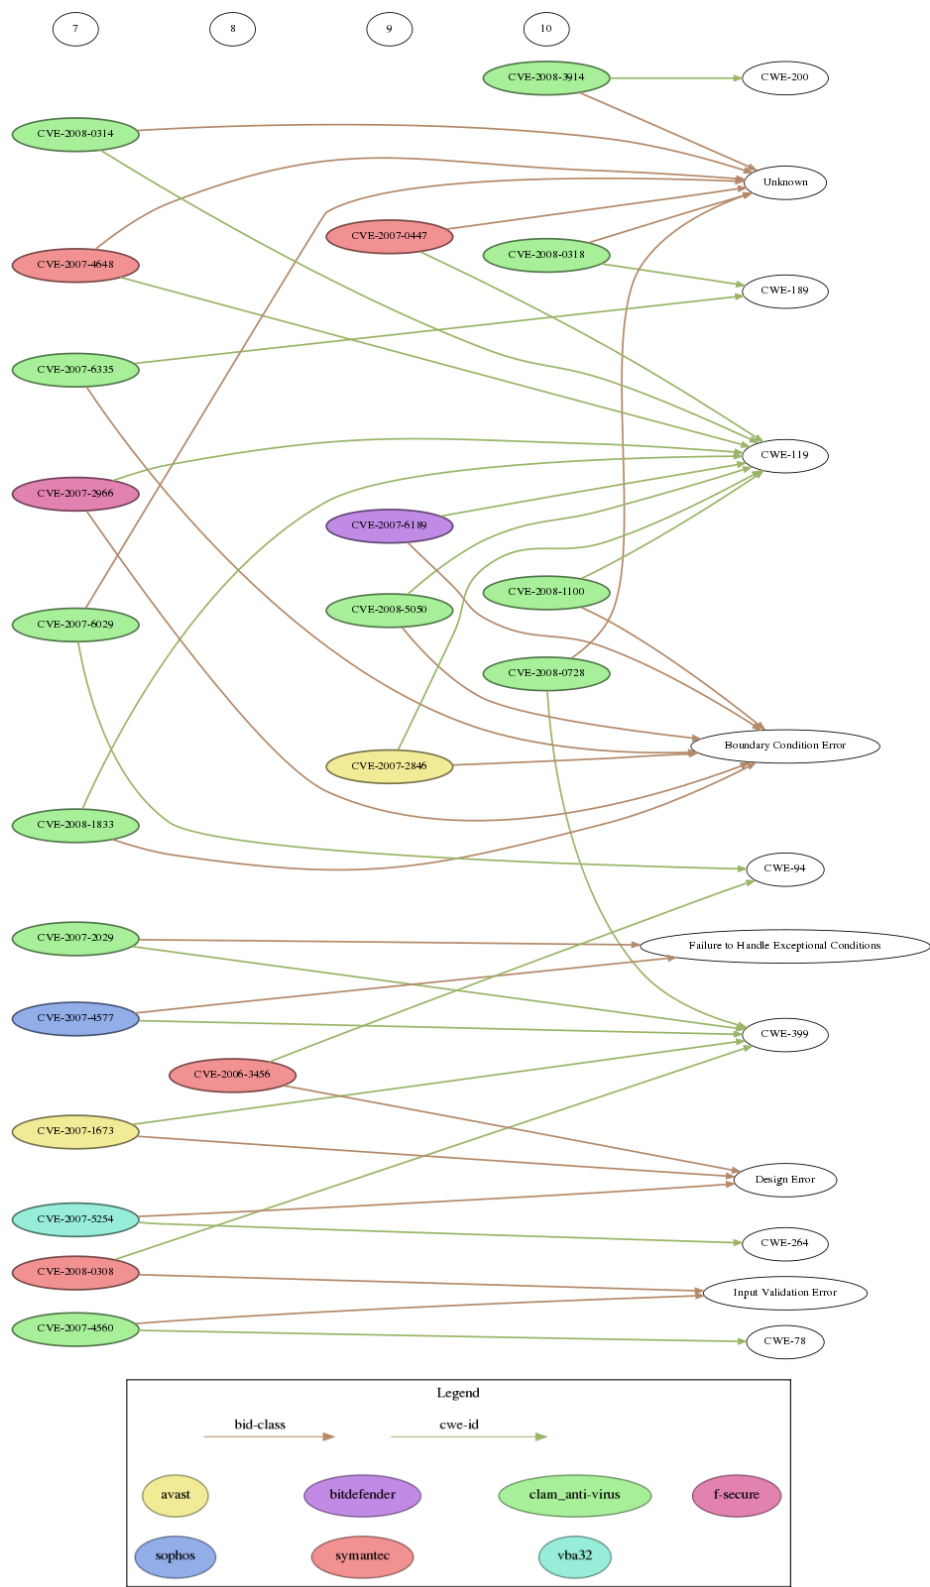 7
8
9
10
CVE-2008-3914
CWE-200
CVE-2008-0314
Unknown
CVE-2007-0447
CVE-2008-0318
CVE-2007-4648
CWE-189
CVE-2007-6335
CWE-119
CVE-2007-2966
CVE-2007-6189
CVE-2008-1100
CVE-2008-5050
CVE-2007-6029
CVE-2008-0728
Boundary Condition Error
CVE-2007-2846
CVE-2008-1833
CWE-94
CVE-2007-2029
Failure to Handle Exceptional Conditions
CVE-2007-4577
CWE-399
CVE-2006-3456
CVE-2007-1673
Design Error
CVE-2007-5254
CWE-264
CVE-2008-0308
Input Validation Error
CVE-2007-4560
CWE-78
Legend
bid-class
cwe-id
avast
bitdefender
clam_anti-virus
f-secure
sophos
symantec
vba32